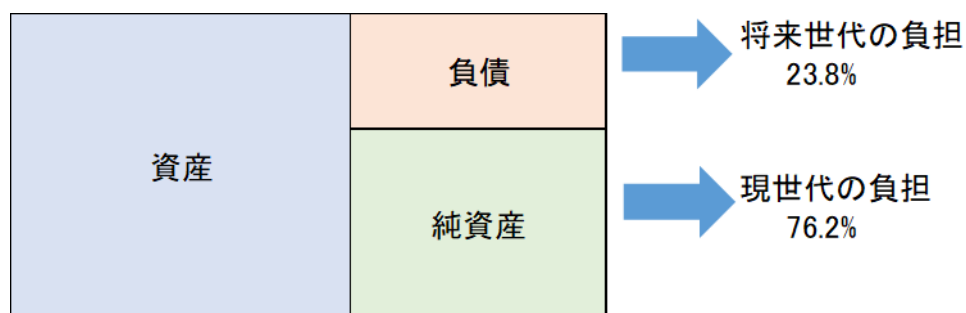 資産
負債
純資産
将来世代の負担
23.8%
現世代の負担
76.2%